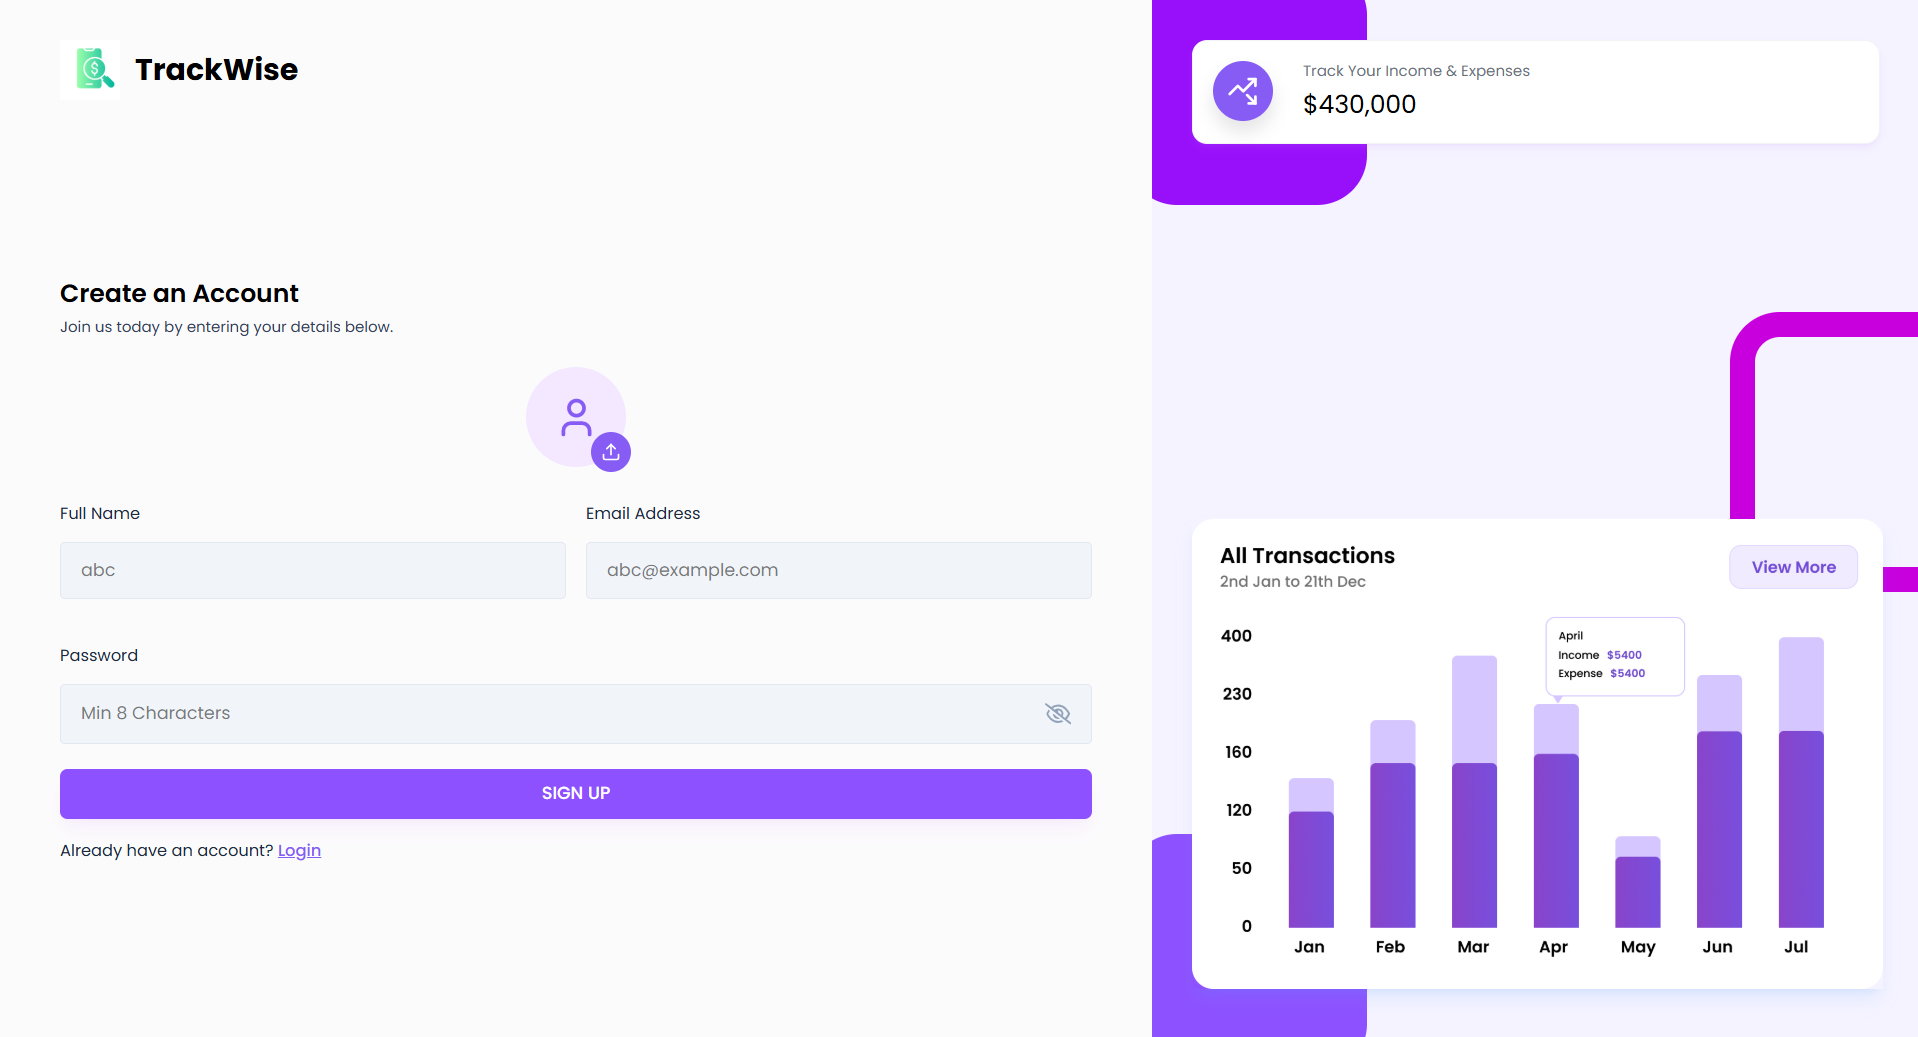 TrackWise
Create an Account
Join us today by entering your details below.
Full Name
abc
Email Address
abc@example.com
Password
Min 8 Characters
SIGN UP
Already have an account? Login
Track Your Income & Expenses
$430,000
All Transactions
2nd Jan to 21th Dec
View More
400
230
160
120
50
0
April
Income $5400
Expense $5400
Jan Feb Mar Apr May Jun Jul